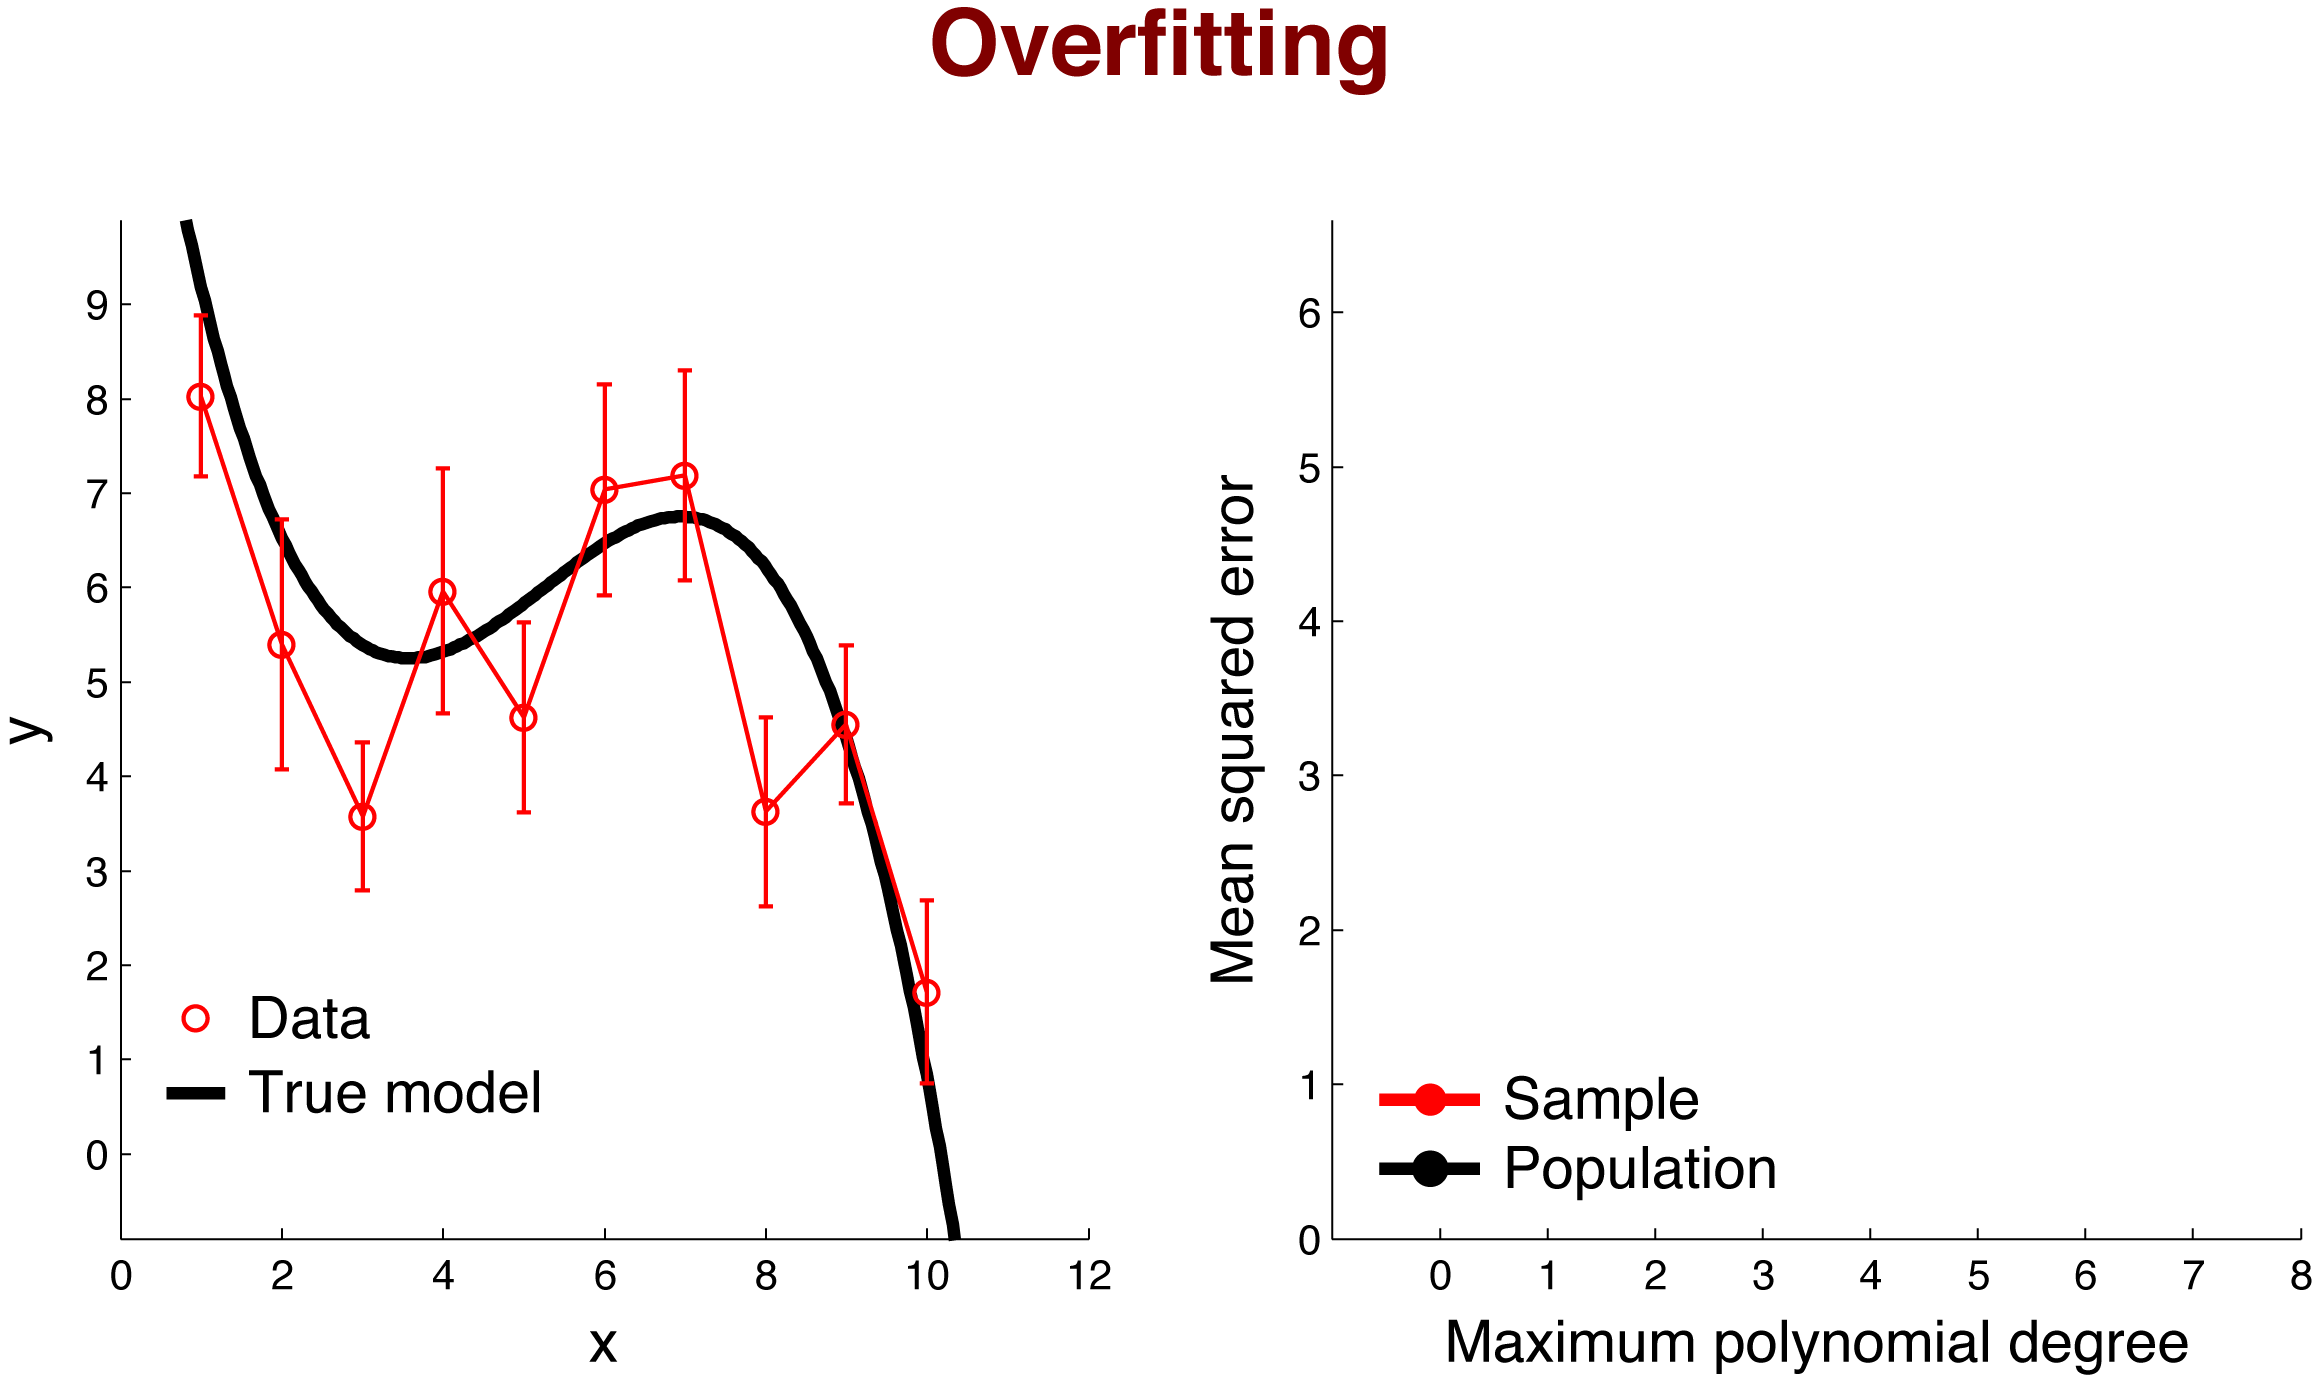 Overfitting
9
8
7
6
5
4
3
2
1
0
y
Data
True model
0 2 4 6 8 10 12
x
6
5
4
3
2
1
0
Mean squared error
Sample
Population
0 1 2 3 4 5 6 7 8
Maximum polynomial degree